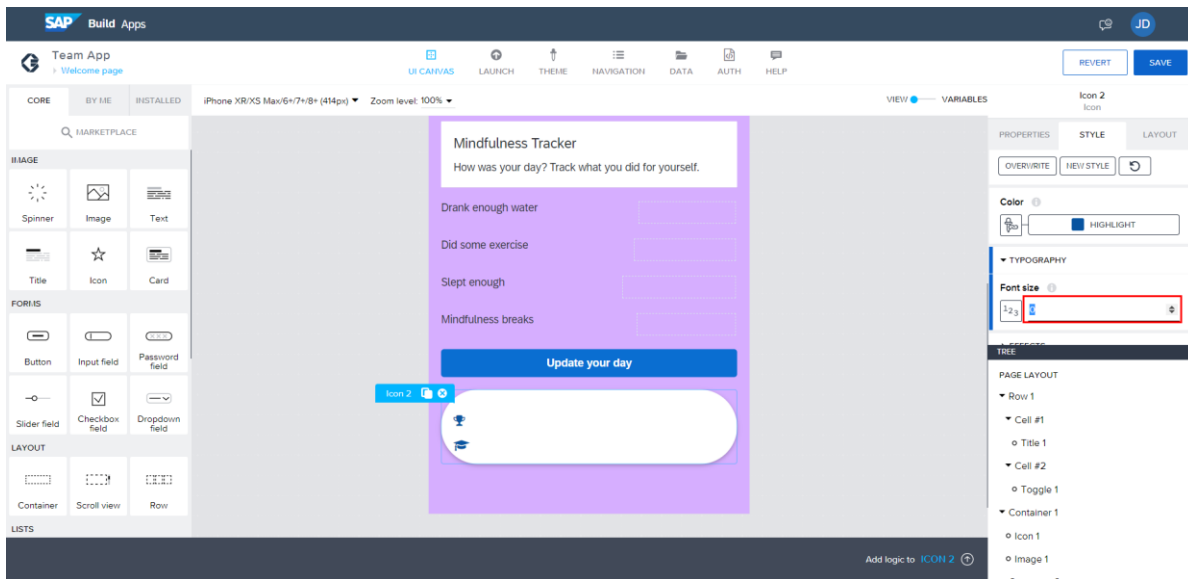 SAP Build Apps
JD
Team App
› Welcome page
UI CANVAS LAUNCH THEME NAVIGATION DATA AUTH HELP
REVERT SAVE
CORE BY ME INSTALLED
iPhone XR/XS Max/6+/7+/8+ (414px) Zoom level: 100%
VIEW VARIABLES
Icon 2
Icon
MARKETPLACE
PROPERTIES STYLE LAYOUT
IMAGE
OVERWRITE NEW STYLE
Spinner Image Text
Title Icon Card
FORMS
Button Input field Password field
Slider field Checkbox field Dropdown field
LAYOUT
Container Scroll view Row
LISTS
Mindfulness Tracker
How was your day? Track what you did for yourself.
Drank enough water
Did some exercise
Slept enough
Mindfulness breaks
Update your day
Icon 2
Color
HIGHLIGHT
TYPOGRAPHY
Font size
123
TREE
PAGE LAYOUT
Row 1
Cell #1
Title 1
Cell #2
Toggle 1
Container 1
Icon 1
Image 1
Add logic to ICON 2